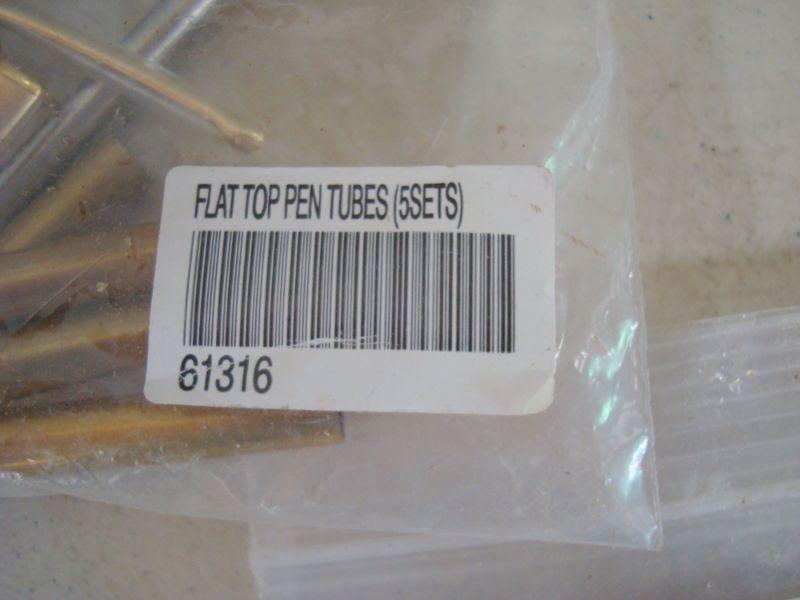 FLAT TOP PEN TUBES (5SETS)
61316